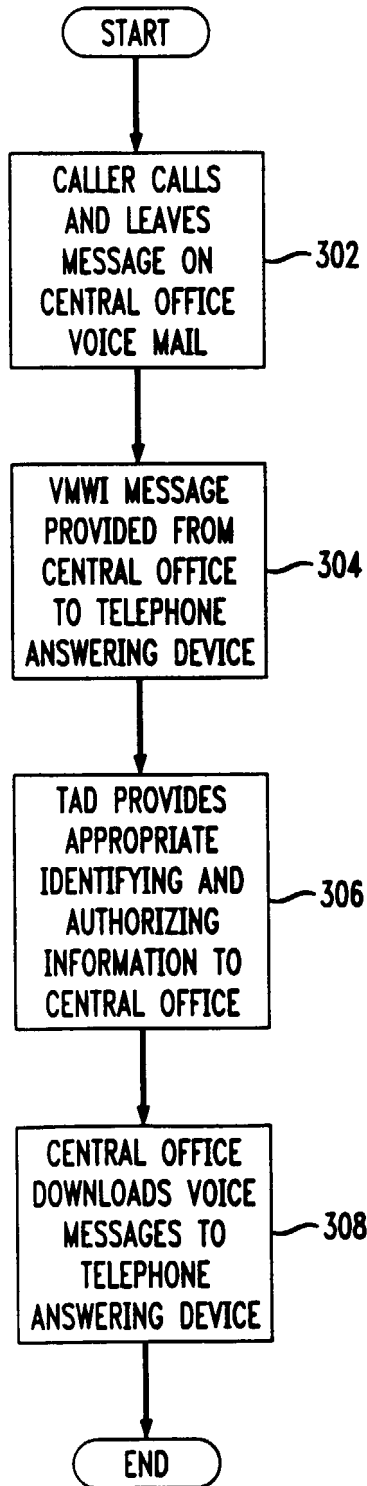 START
CALLER CALLS
AND LEAVES
MESSAGE ON
CENTRAL OFFICE
VOICE MAIL
302
VMWI MESSAGE
PROVIDED FROM
CENTRAL OFFICE
TO TELEPHONE
ANSWERING DEVICE
304
TAD PROVIDES
APPROPRIATE
IDENTIFYING AND
AUTHORIZING
INFORMATION TO
CENTRAL OFFICE
306
CENTRAL OFFICE
DOWNLOADS VOICE
MESSAGES TO
TELEPHONE
ANSWERING DEVICE
308
END